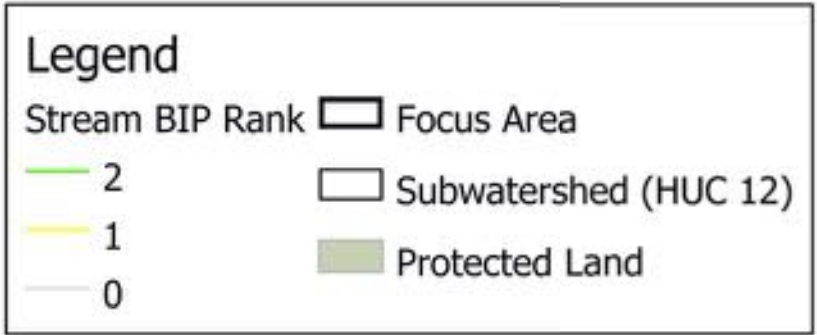 Legend
Stream BIP Rank
2
1
0
Focus Area
Subwatershed (HUC 12)
Protected Land